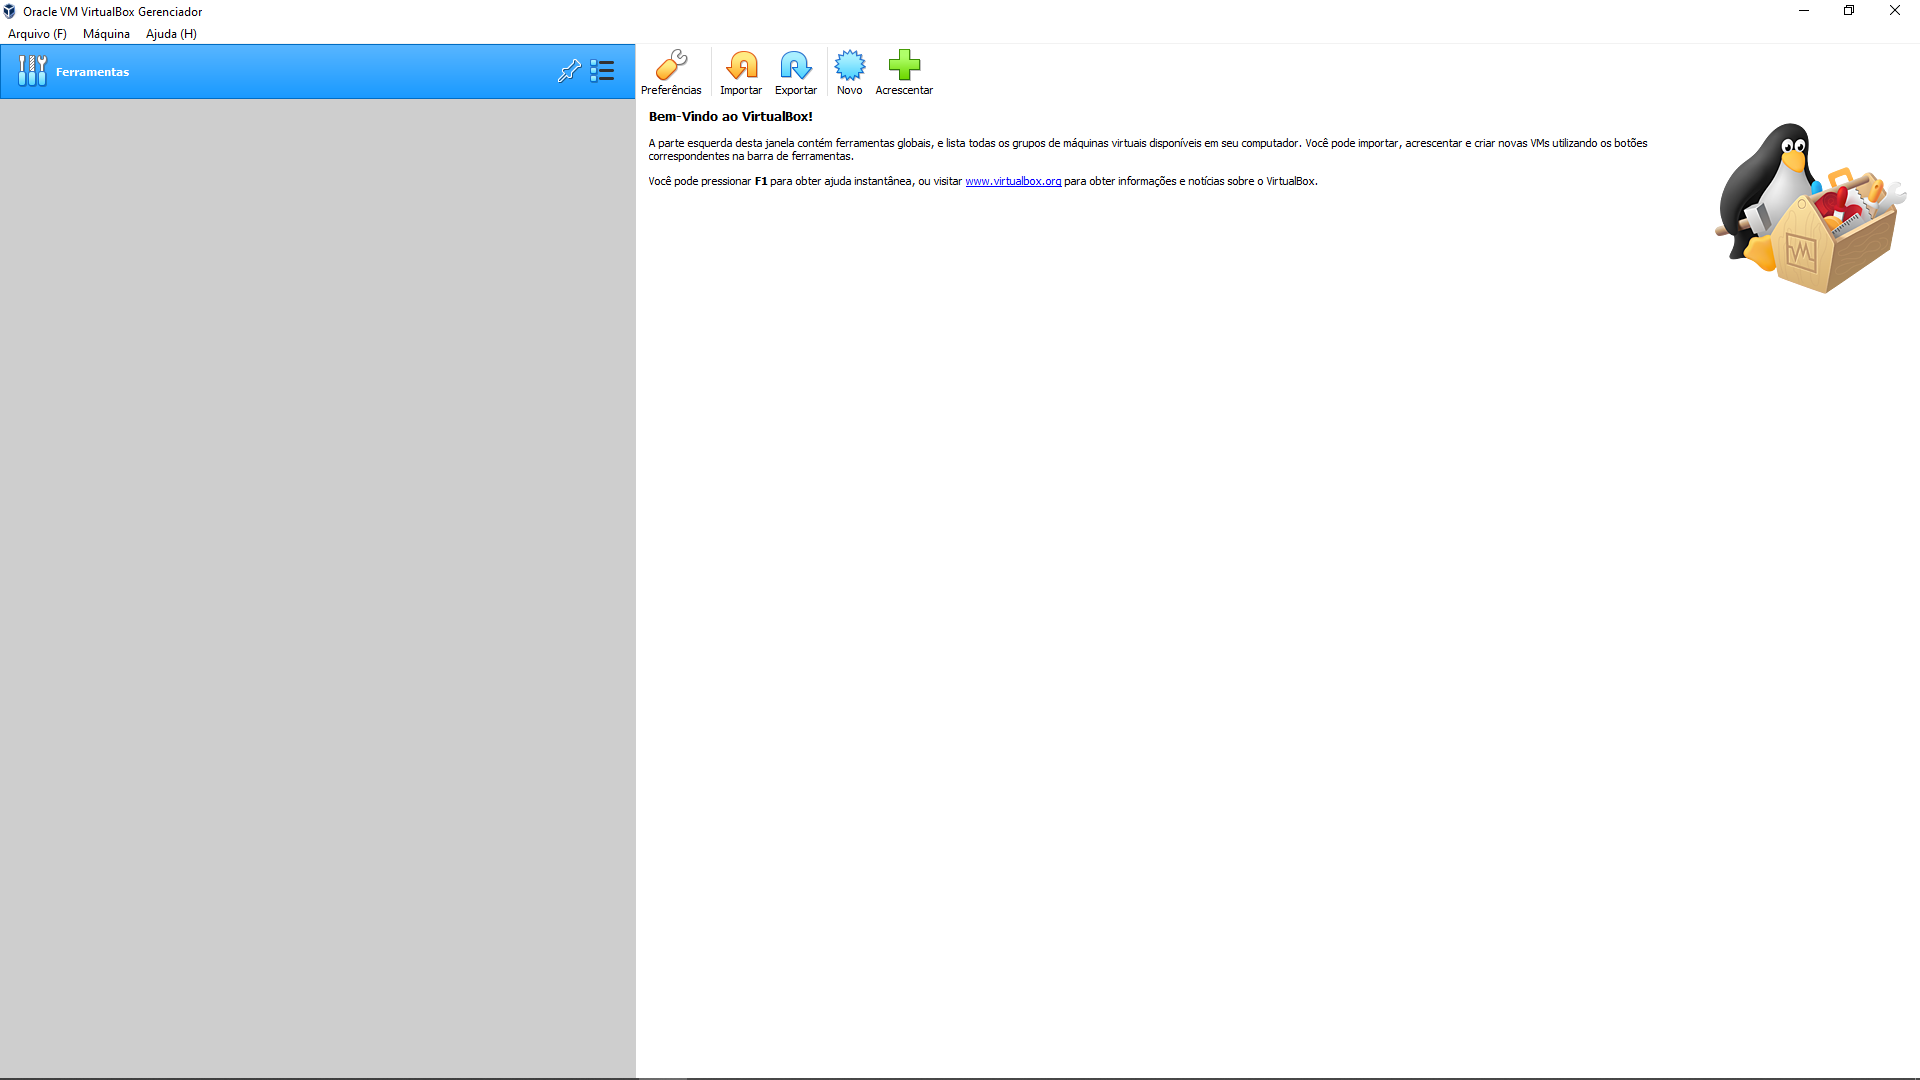 Oracle VM VirtualBox Gerenciador
Arquivo (F) Máquina Ajuda (H)
Ferramentas
Preferências Importar Exportar Novo Acrescentar
Bem-Vindo ao VirtualBox!
A parte esquerda desta janela contém ferramentas globais, e lista todas os grupos de máquinas virtuais disponíveis em seu computador. Você pode importar, acrescentar e criar novas VMs utilizando os botões
correspondentes na barra de ferramentas.
Você pode pressionar F1 para obter ajuda instantânea, ou visitar www.virtualbox.org para obter informações e notícias sobre o VirtualBox.